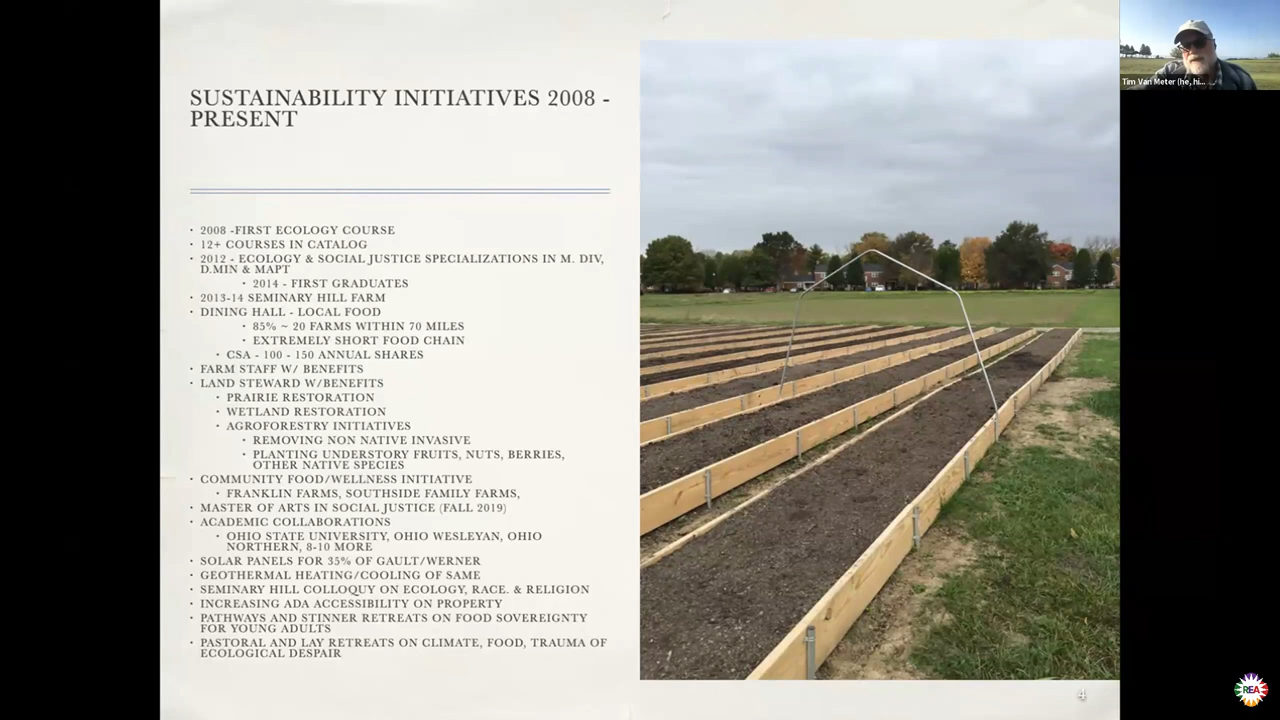 SUSTAINABILITY INITIATIVES 2008 -
PRESENT
• 2008 -FIRST ECOLOGY COURSE
• 12+ COURSES IN CATALOG
• 2012 - ECOLOGY & SOCIAL JUSTICE SPECIALIZATIONS IN M. DIV,
D.MIN & MAPT
• 2014 - FIRST GRADUATES
• 2013-14 SEMINARY HILL FARM
• DINING HALL - LOCAL FOOD
• 85% ~ 20 FARMS WITHIN 70 MILES
• EXTREMELY SHORT FOOD CHAIN
• CSA - 100 - 150 ANNUAL SHARES
• FARM STAFF W/ BENEFITS
• LAND STEWARD W/BENEFITS
• PRAIRIE RESTORATION
• WETLAND RESTORATION
• AGROFORESTRY INITIATIVES
• REMOVING NON NATIVE INVASIVE
• PLANTING UNDERSTORY FRUITS, NUTS, BERRIES,
OTHER NATIVE SPECIES
• COMMUNITY FOOD/WELLNESS INITIATIVE
• FRANKLIN FARMS, SOUTHSIDE FAMILY FARMS,
• MASTER OF ARTS IN SOCIAL JUSTICE (FALL 2019)
• ACADEMIC COLLABORATIONS
• OHIO STATE UNIVERSITY, OHIO WESLEYAN, OHIO
NORTHERN, 8-10 MORE
• SOLAR PANELS FOR 35% OF GAULT/WERNER
• GEOTHERMAL HEATING/COOLING OF SAME
• SEMINARY HILL COLLOQUY ON ECOLOGY, RACE. & RELIGION
• INCREASING ADA ACCESSIBILITY ON PROPERTY
• PATHWAYS AND STINNER RETREATS ON FOOD SOVEREIGNTY
FOR YOUNG ADULTS
• PASTORAL AND LAY RETREATS ON CLIMATE, FOOD, TRAUMA OF
ECOLOGICAL DESPAIR
Tim Van Meter (he, hi...
4
REA